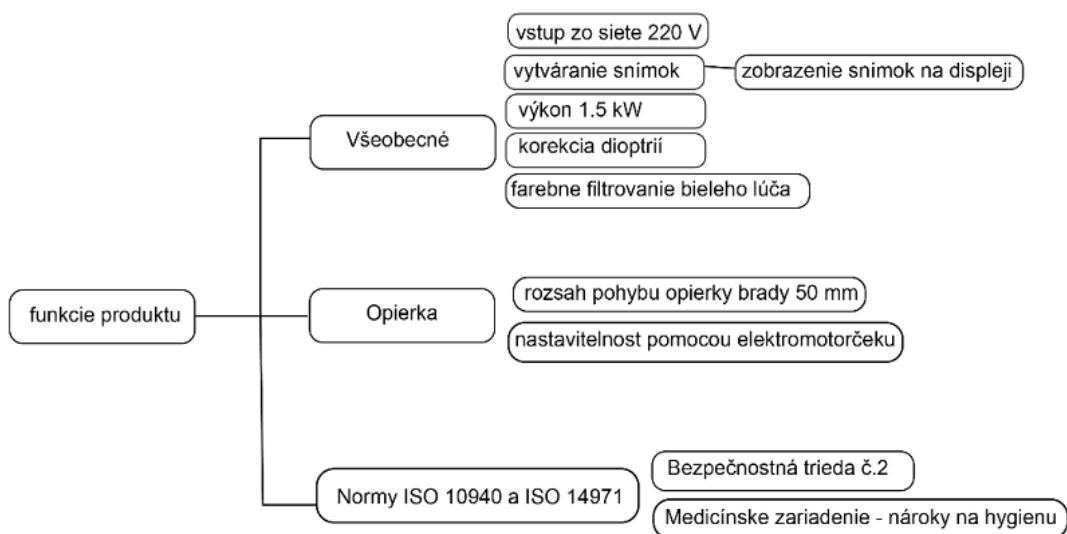 vstup zo siete 220 V
vytváranie snímok
zobrazenie snímok na displeji
výkon 1.5 kW
Všeobecné
korekcia dioptrií
farebne filtrovanie bieleho lúča
rozsah pohybu opierky brady 50 mm
funkcie produktu
Opierka
nastavitelnost pomocou elektromotorčeku
Bezpečnostná trieda č.2
Normy ISO 10940 a ISO 14971
Medicínske zariadenie - nároky na hygienu